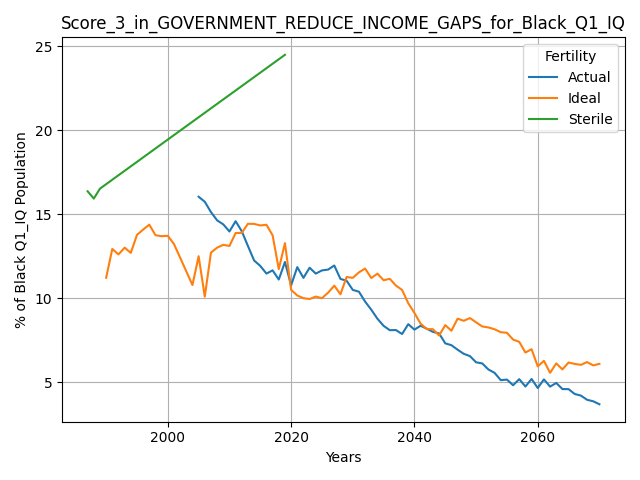 Score_3_in_GOVERNMENT_REDUCE_INCOME_GAPS_for_Black_Q1_IQ
25
20
15
10
5
% of Black Q1_IQ Population
Fertility
Actual
Ideal
Sterile
2000
2020
2040
2060
Years